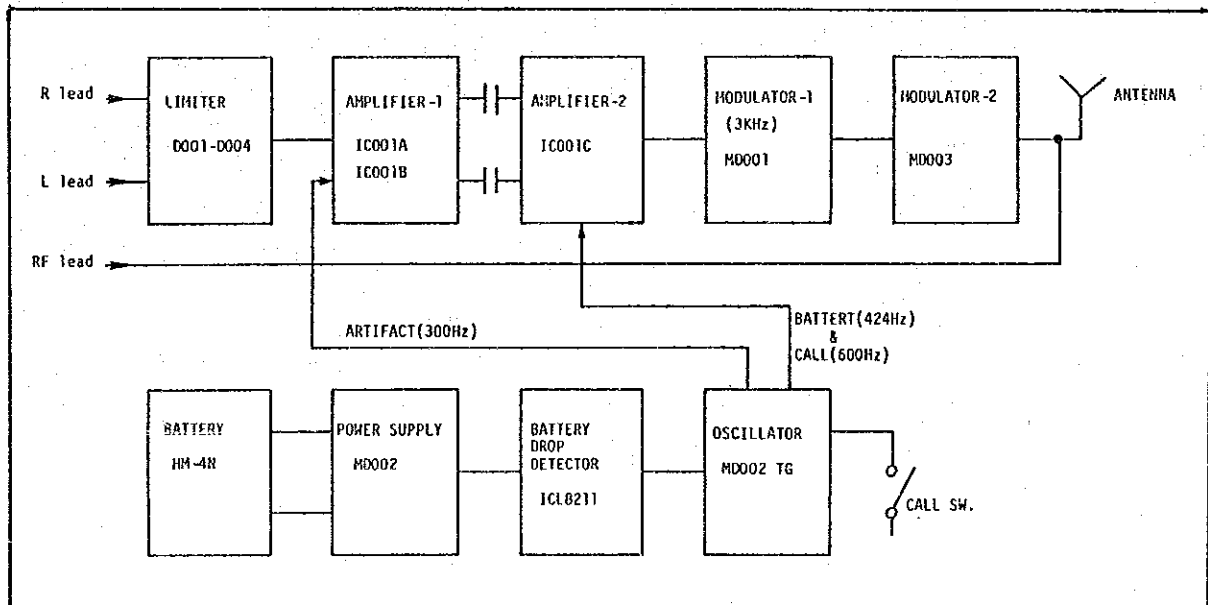 R lead
L lead
RF lead
LIMITER
D001-D004
AMPLIFIER-1
IC001A
IC001B
AMPLIFIER-2
IC001C
MODULATOR-1
(3KHz)
MD001
MODULATOR-2
MD003
ANTENNA
ARTIFACT(300Hz)
BATTERT(424Hz)
&
CALL(600Hz)
BATTERY
HM-4N
POWER SUPPLY
MD002
BATTERY
DROP
DETECTOR
ICL8211
OSCILLATOR
MD002 TG
CALL SW.